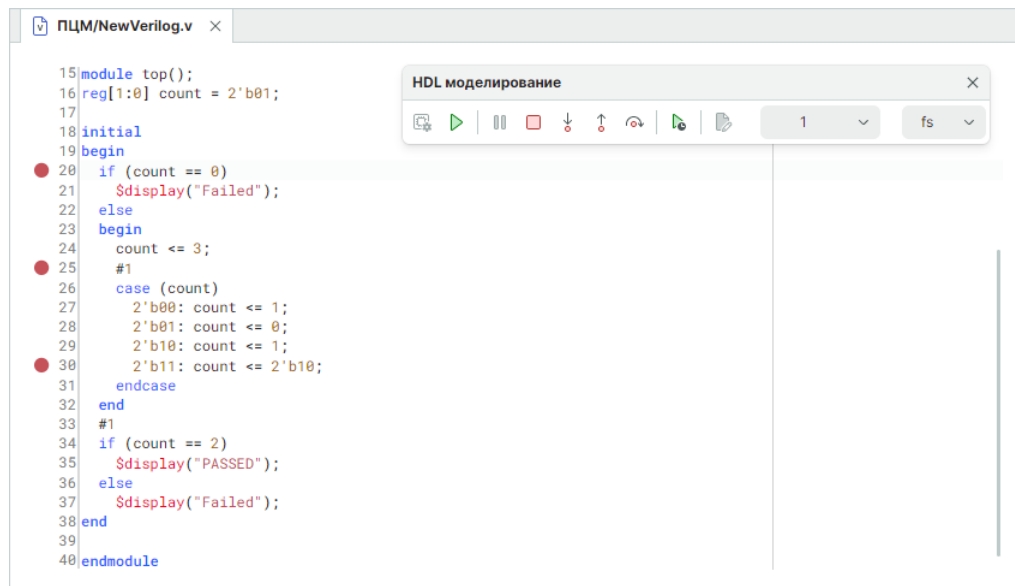 ПЦМ/NewVerilog.v
HDL моделирование
1 fs
15 module top();
16 reg[1:0] count = 2'b01;
17
18 initial
19 begin
20 if (count == 0)
21 $display("Failed");
22 else
23 begin
24 count <= 3;
25 #1
26 case (count)
27 2'b00: count <= 1;
28 2'b01: count <= 0;
29 2'b10: count <= 1;
30 2'b11: count <= 2'b10;
31 endcase
32 end
33 #1
34 if (count == 2)
35 $display("PASSED");
36 else
37 $display("Failed");
38 end
39
40 endmodule